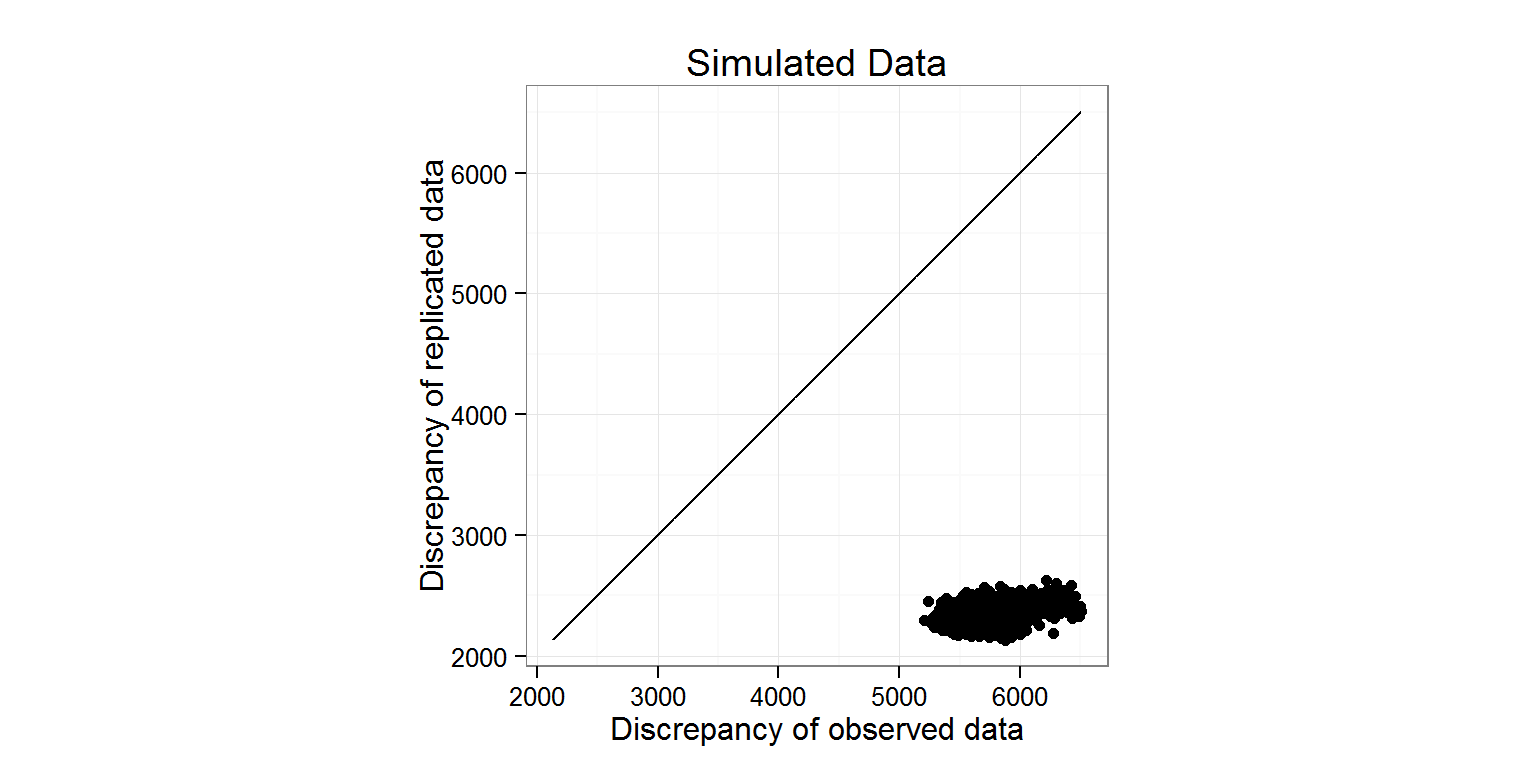 Simulated Data
Discrepancy of replicated data
6000
5000
4000
3000
2000
2000 3000 4000 5000 6000
Discrepancy of observed data